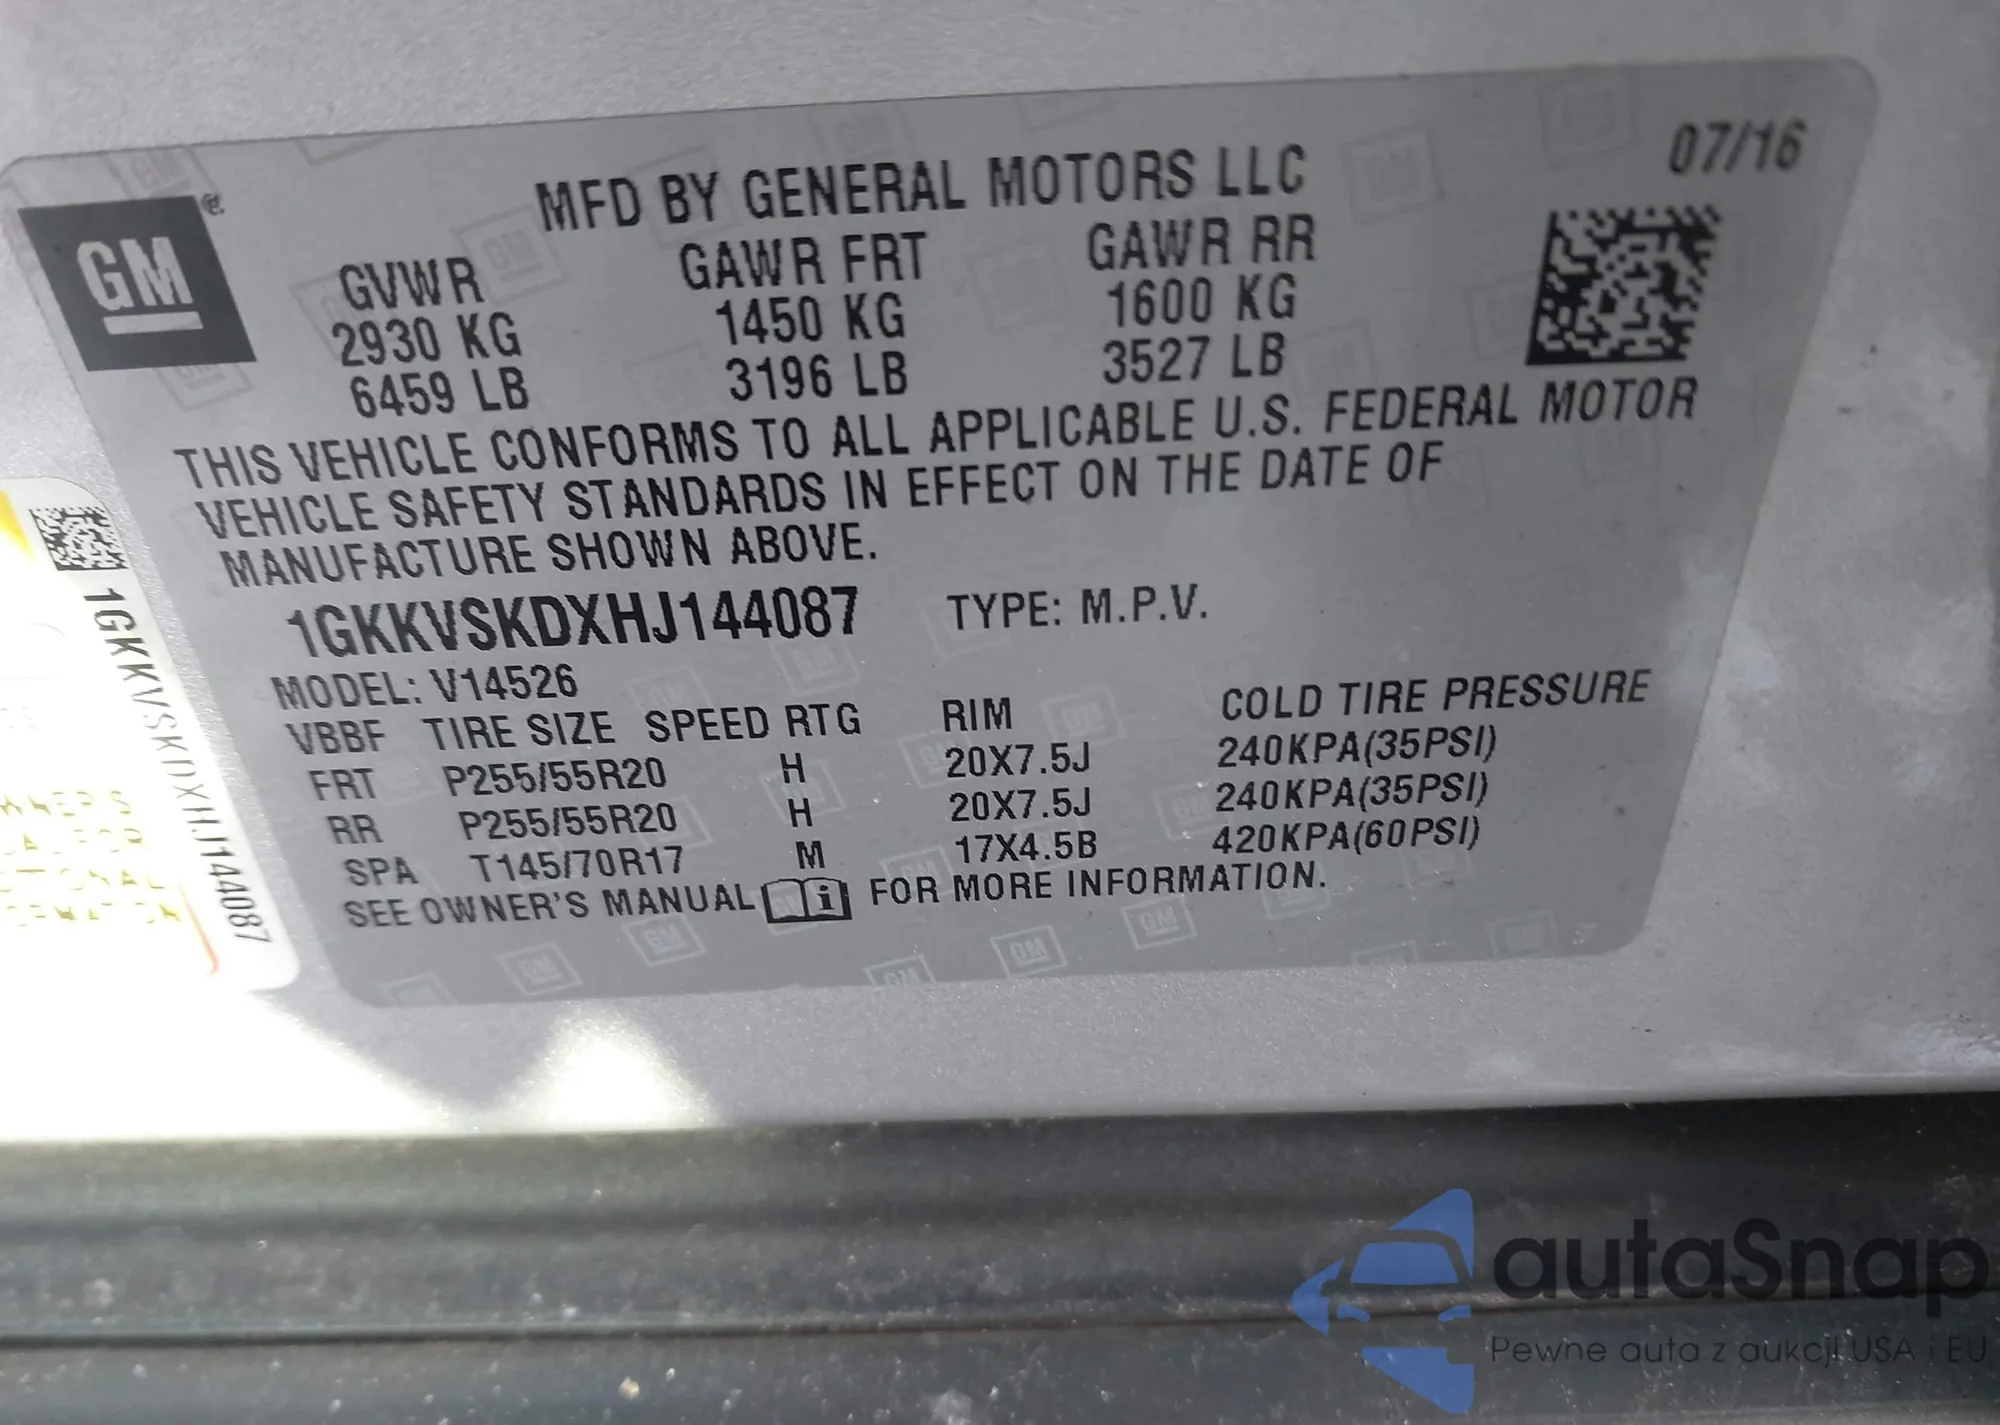 07/16
GM
MFD BY GENERAL MOTORS LLC
GVWR GAWR FRT GAWR RR
2930 KG 1450 KG 1600 KG
6459 LB 3196 LB 3527 LB
THIS VEHICLE CONFORMS TO ALL APPLICABLE U.S. FEDERAL MOTOR
VEHICLE SAFETY STANDARDS IN EFFECT ON THE DATE OF
MANUFACTURE SHOWN ABOVE.
1GKKVSKDXHJ144087 TYPE: M.P.V.
MODEL: V14526
VBBF TIRE SIZE SPEED RTG RIM COLD TIRE PRESSURE
FRT P255/55R20 H 20X7.5J 240KPA(35PSI)
RR P255/55R20 H 20X7.5J 240KPA(35PSI)
SPA T145/70R17 M 17X4.5B 420KPA(60PSI)
SEE OWNER'S MANUAL i FOR MORE INFORMATION.
1GKKVSKDXHJ144087
autaSnap
Pewne auta z aukcji USA i EU